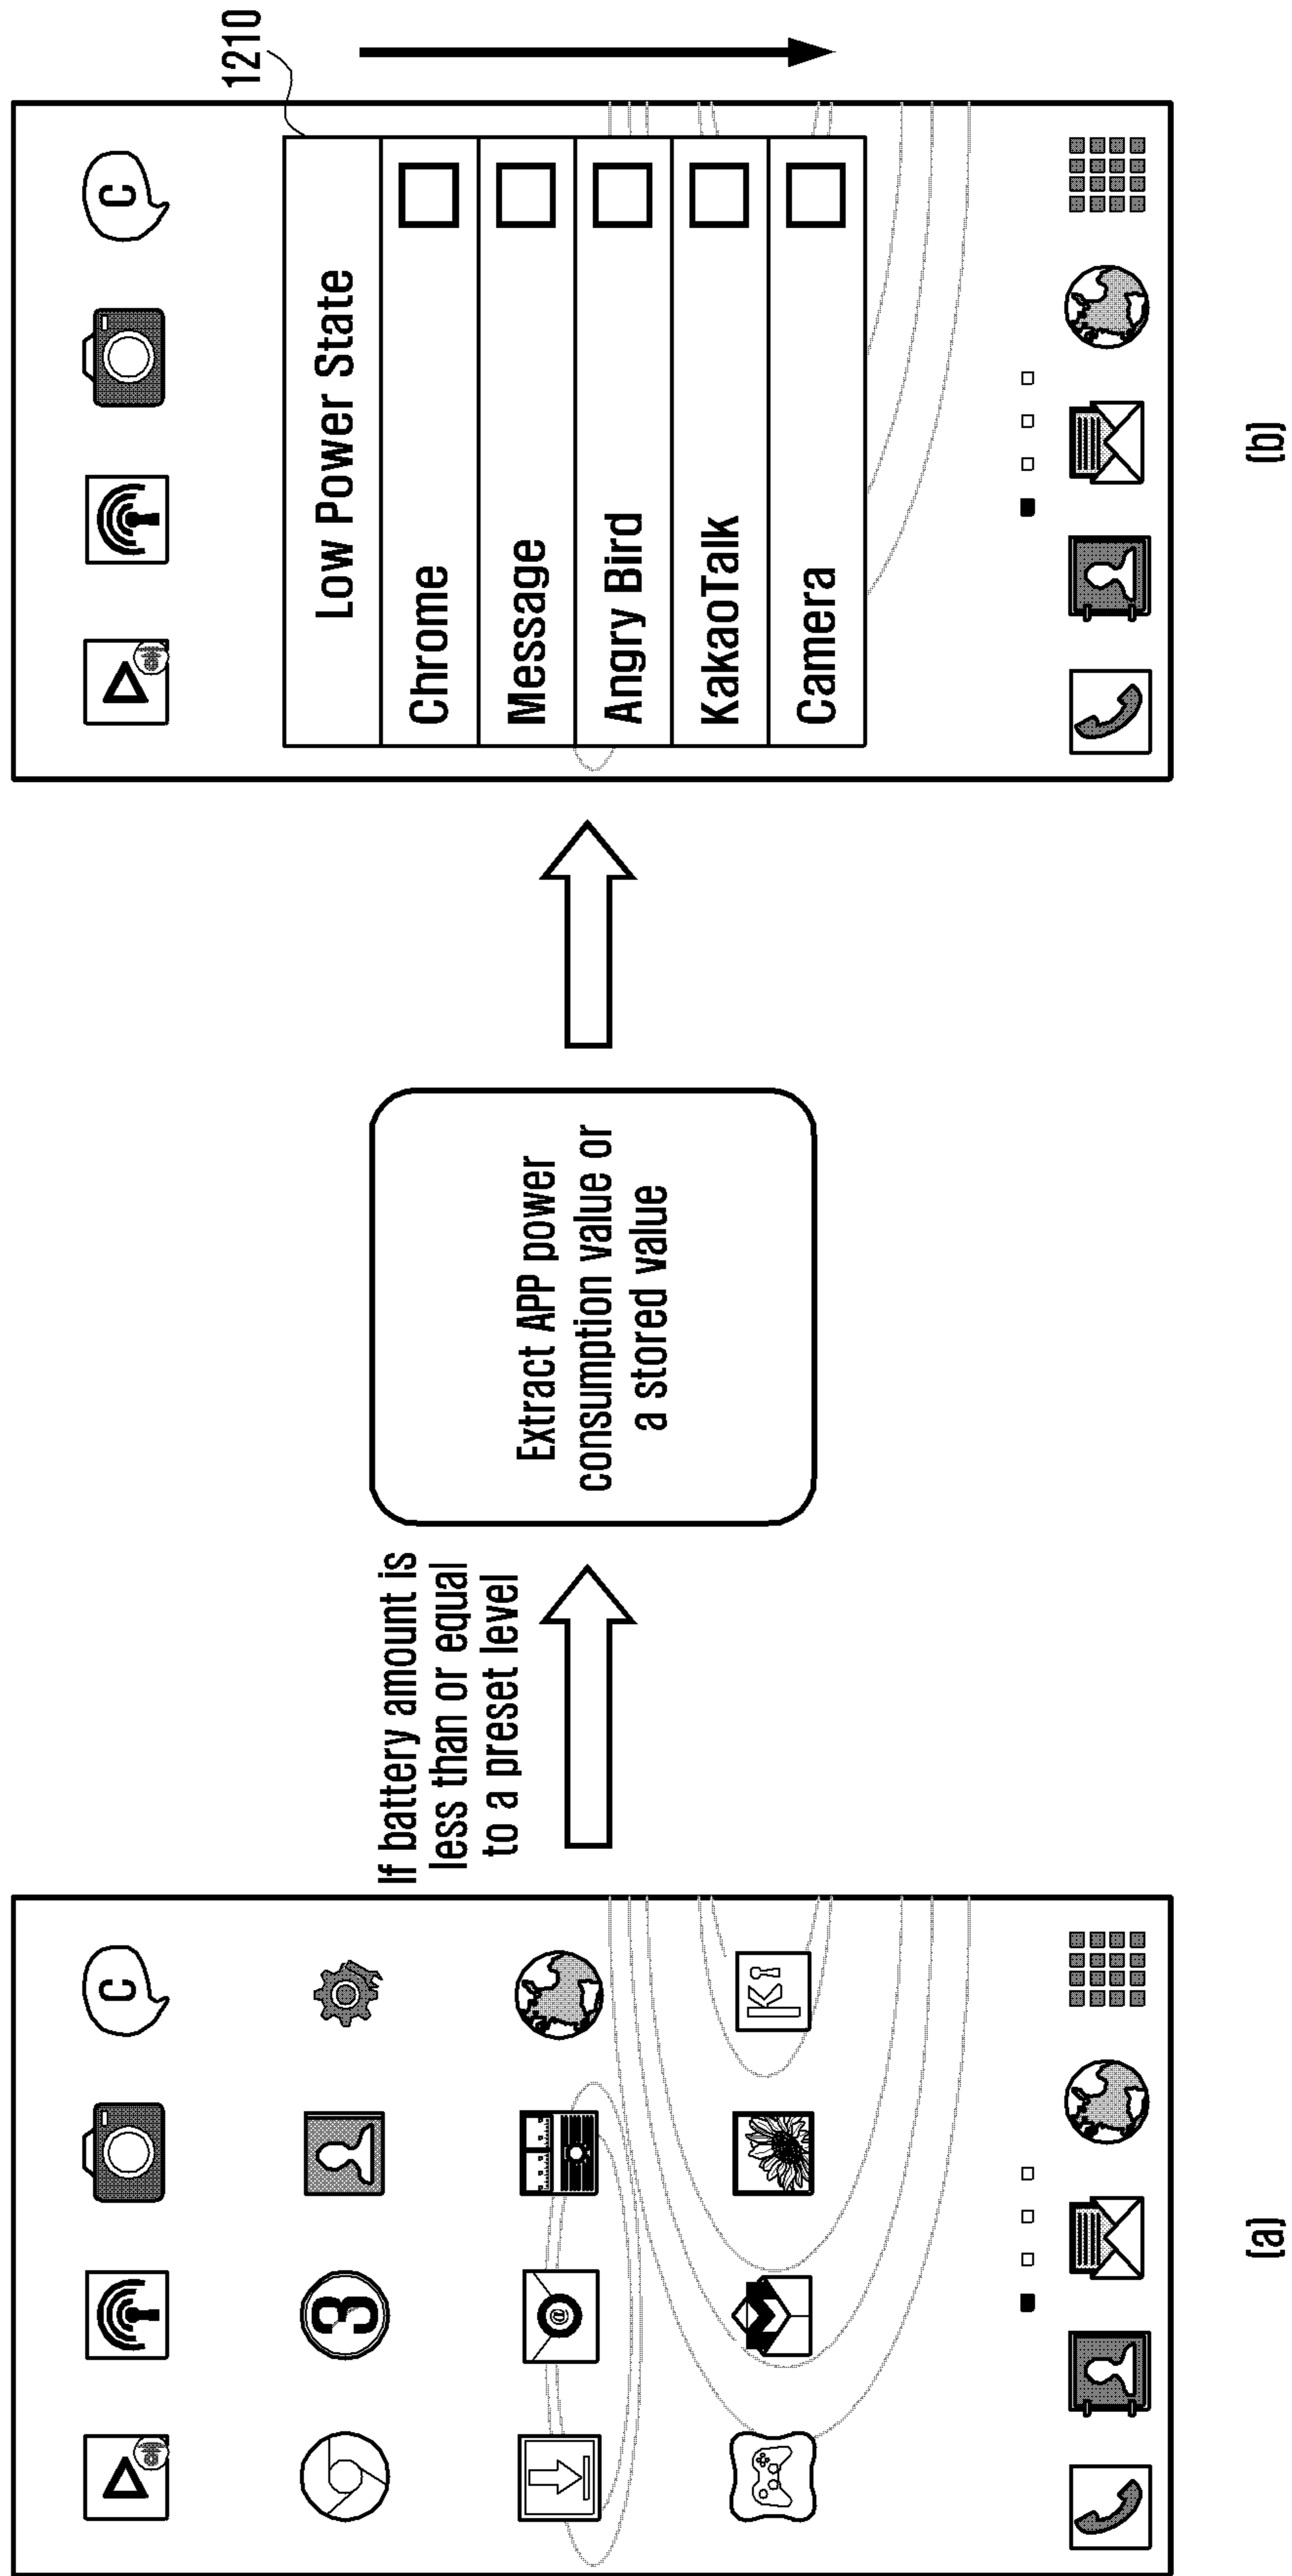 C
3
@
K
(a)
If battery amount is
less than or equal
to a preset level
Extract APP power
consumption value or
a stored value
C
1210
Low Power State
Chrome
Message
Angry Bird
KakaoTalk
Camera
(b)